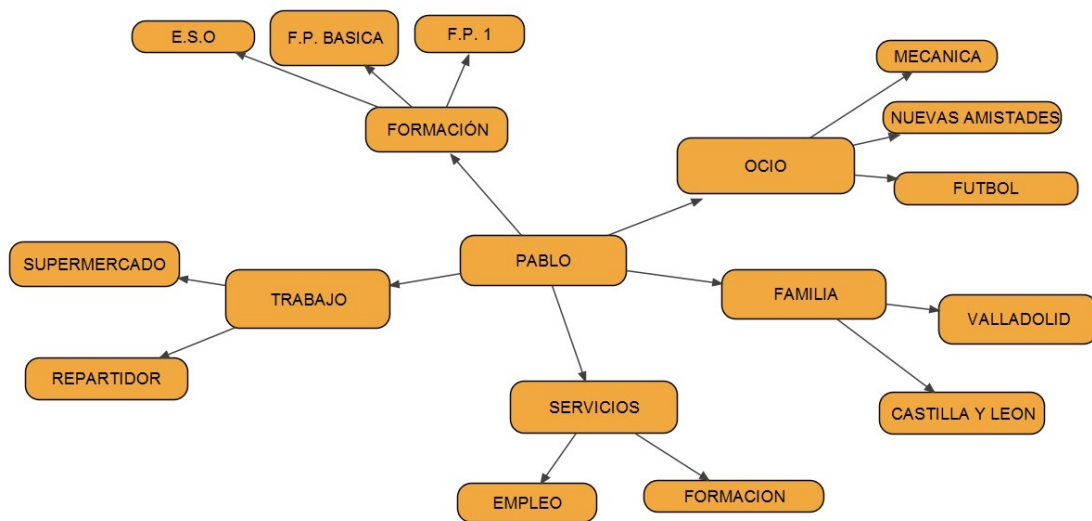 E.S.O
F.P. BASICA
F.P. 1
MECANICA
FORMACIÓN
NUEVAS AMISTADES
OCIO
FUTBOL
SUPERMERCADO
PABLO
TRABAJO
FAMILIA
VALLADOLID
REPARTIDOR
SERVICIOS
CASTILLA Y LEON
EMPLEO
FORMACION